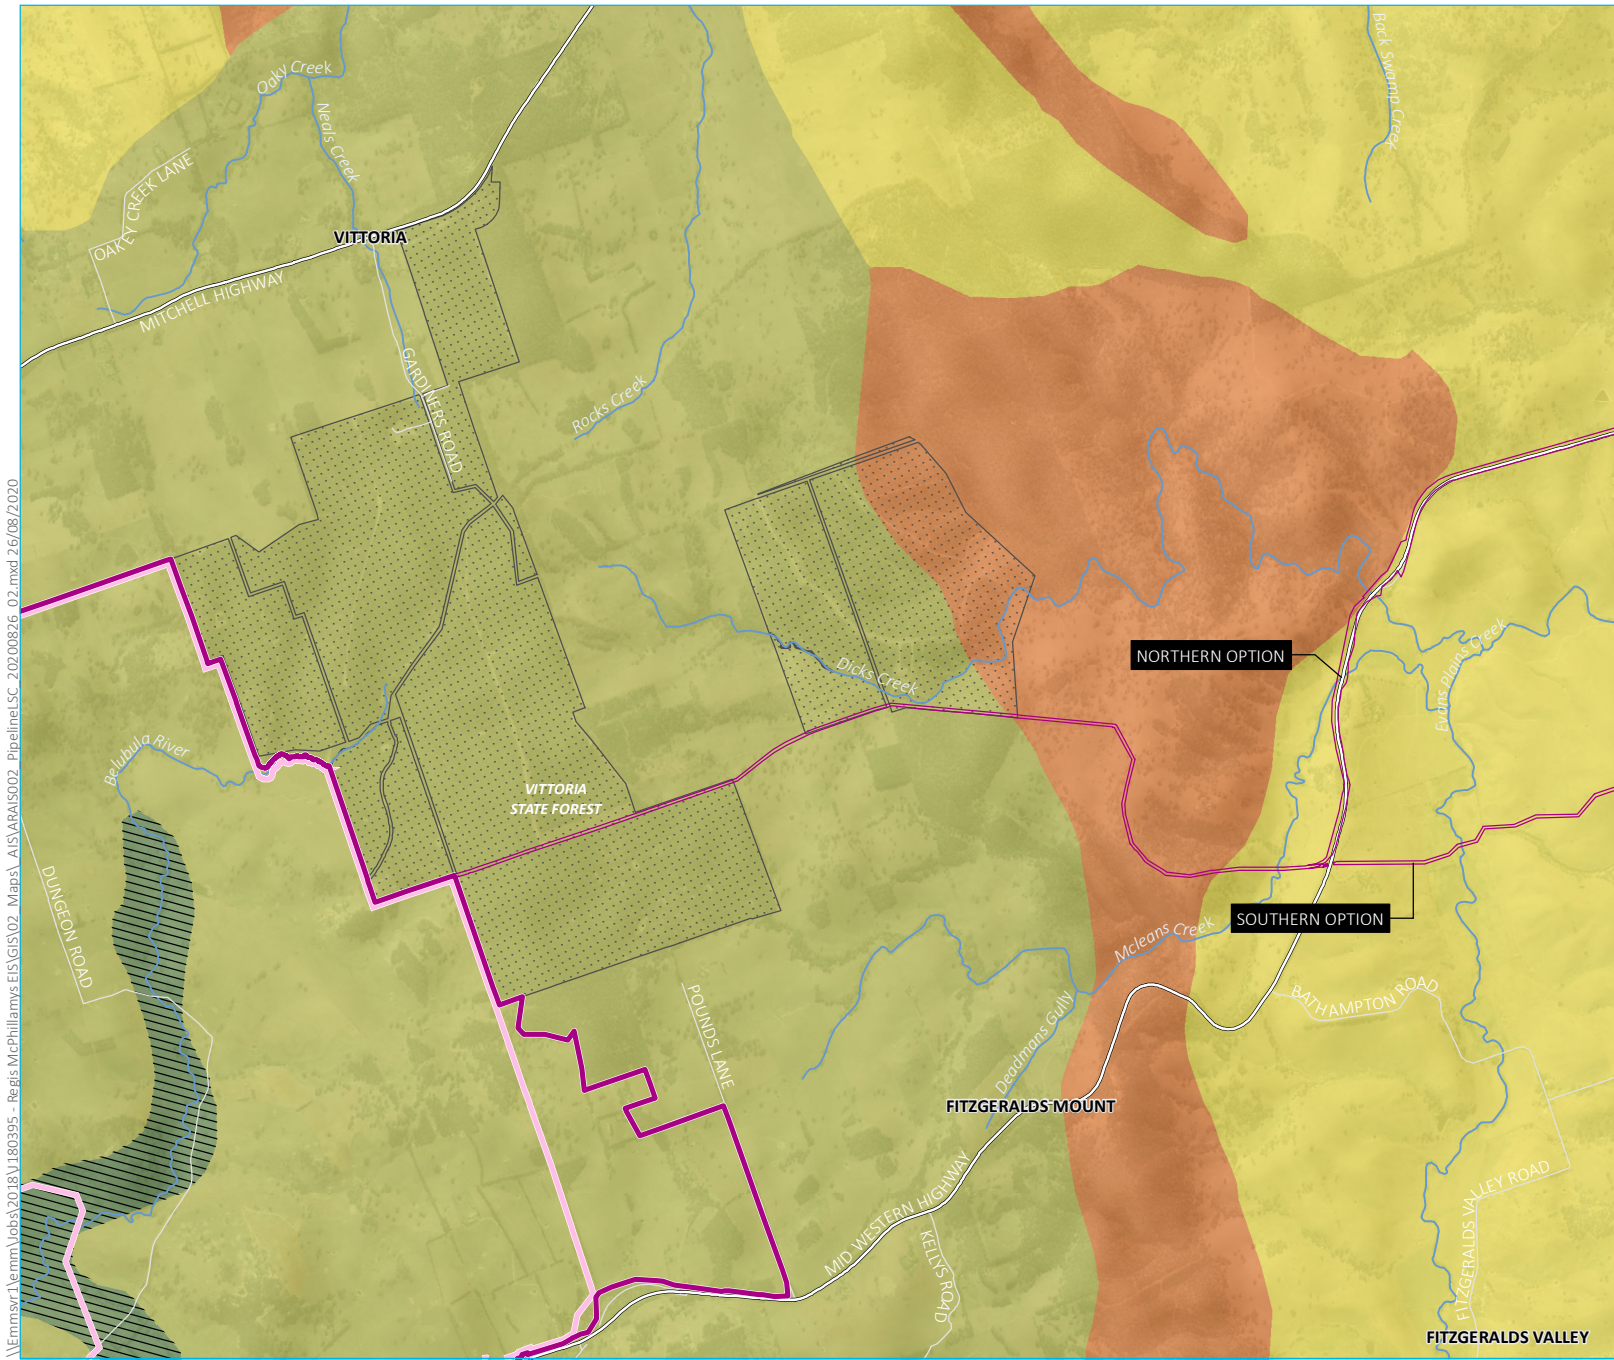 Oaky Creek
Neals Creek
Back Swamp Creek
OAKEY CREEK LANE
VITTORIA
MITCHELL HIGHWAY
GARDINERS ROAD
Rocks Creek
NORTHERN OPTION
Evans Plains Creek
Dicks Creek
Belubula River
VITTORIA
STATE FOREST
DUNGEON ROAD
SOUTHERN OPTION
Mcleans Creek
POUNDS LANE
BATHAMPTON ROAD
Deadmans Gully
FITZGERALDS MOUNT
MID WESTERN HIGHWAY
KELLYS ROAD
FITZGERALDS VALLEY ROAD
FITZGERALDS VALLEY
\\Emmsvr1\emm\Jobs\2018\J180395 - Regis McPhillamys EIS\GIS\02_Maps\_AIS\ARAIS002_PipelineLSC_20200826_02.mxd 26/08/2020